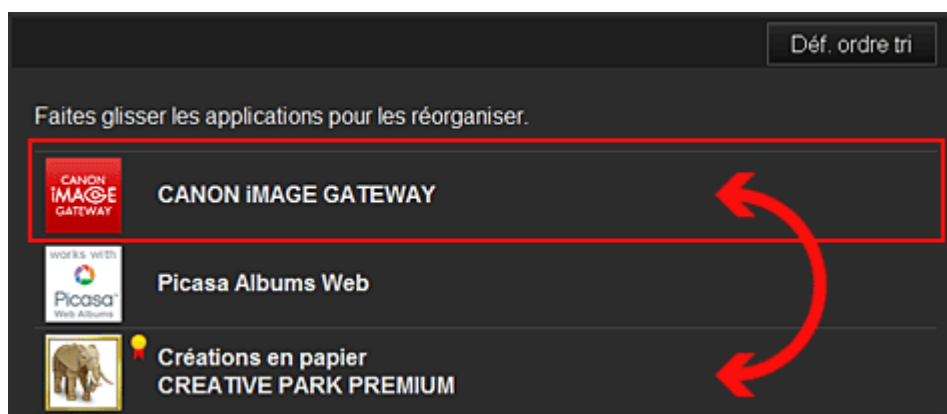 Déf. ordre tri
Faites glisser les applications pour les réorganiser.
CANON
iMAGE
GATEWAY
CANON iMAGE GATEWAY
works with
Picasa™
Web Albums
Picasa Albums Web
Créations en papier
CREATIVE PARK PREMIUM